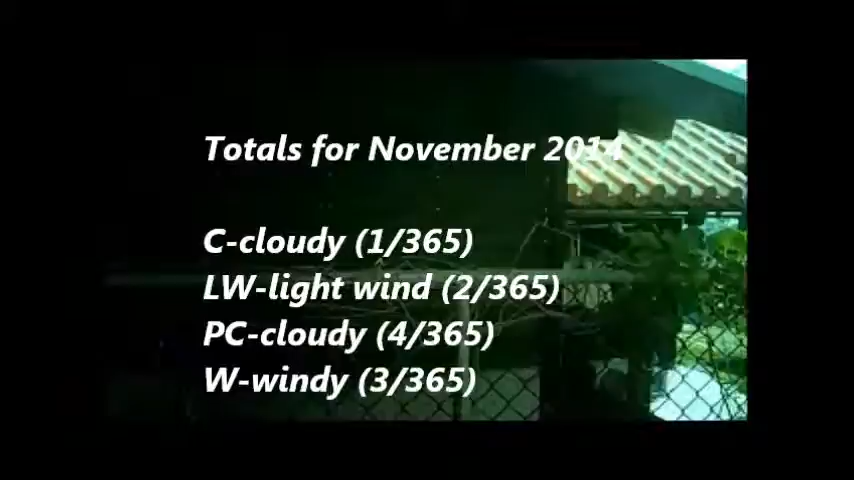 Totals for November 2014
C-cloudy (1/365)
LW-light wind (2/365)
PC-cloudy (4/365)
W-windy (3/365)